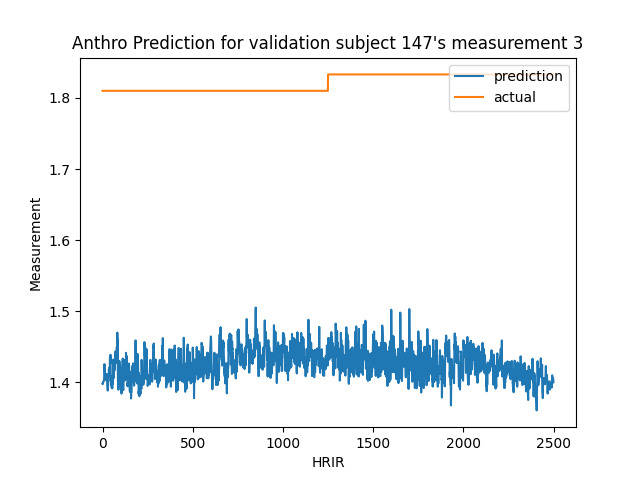 Anthro Prediction for validation subject 147's measurement 3
prediction
actual
Measurement
1.8
1.7
1.6
1.5
1.4
0
500
1000
1500
2000
2500
HRIR